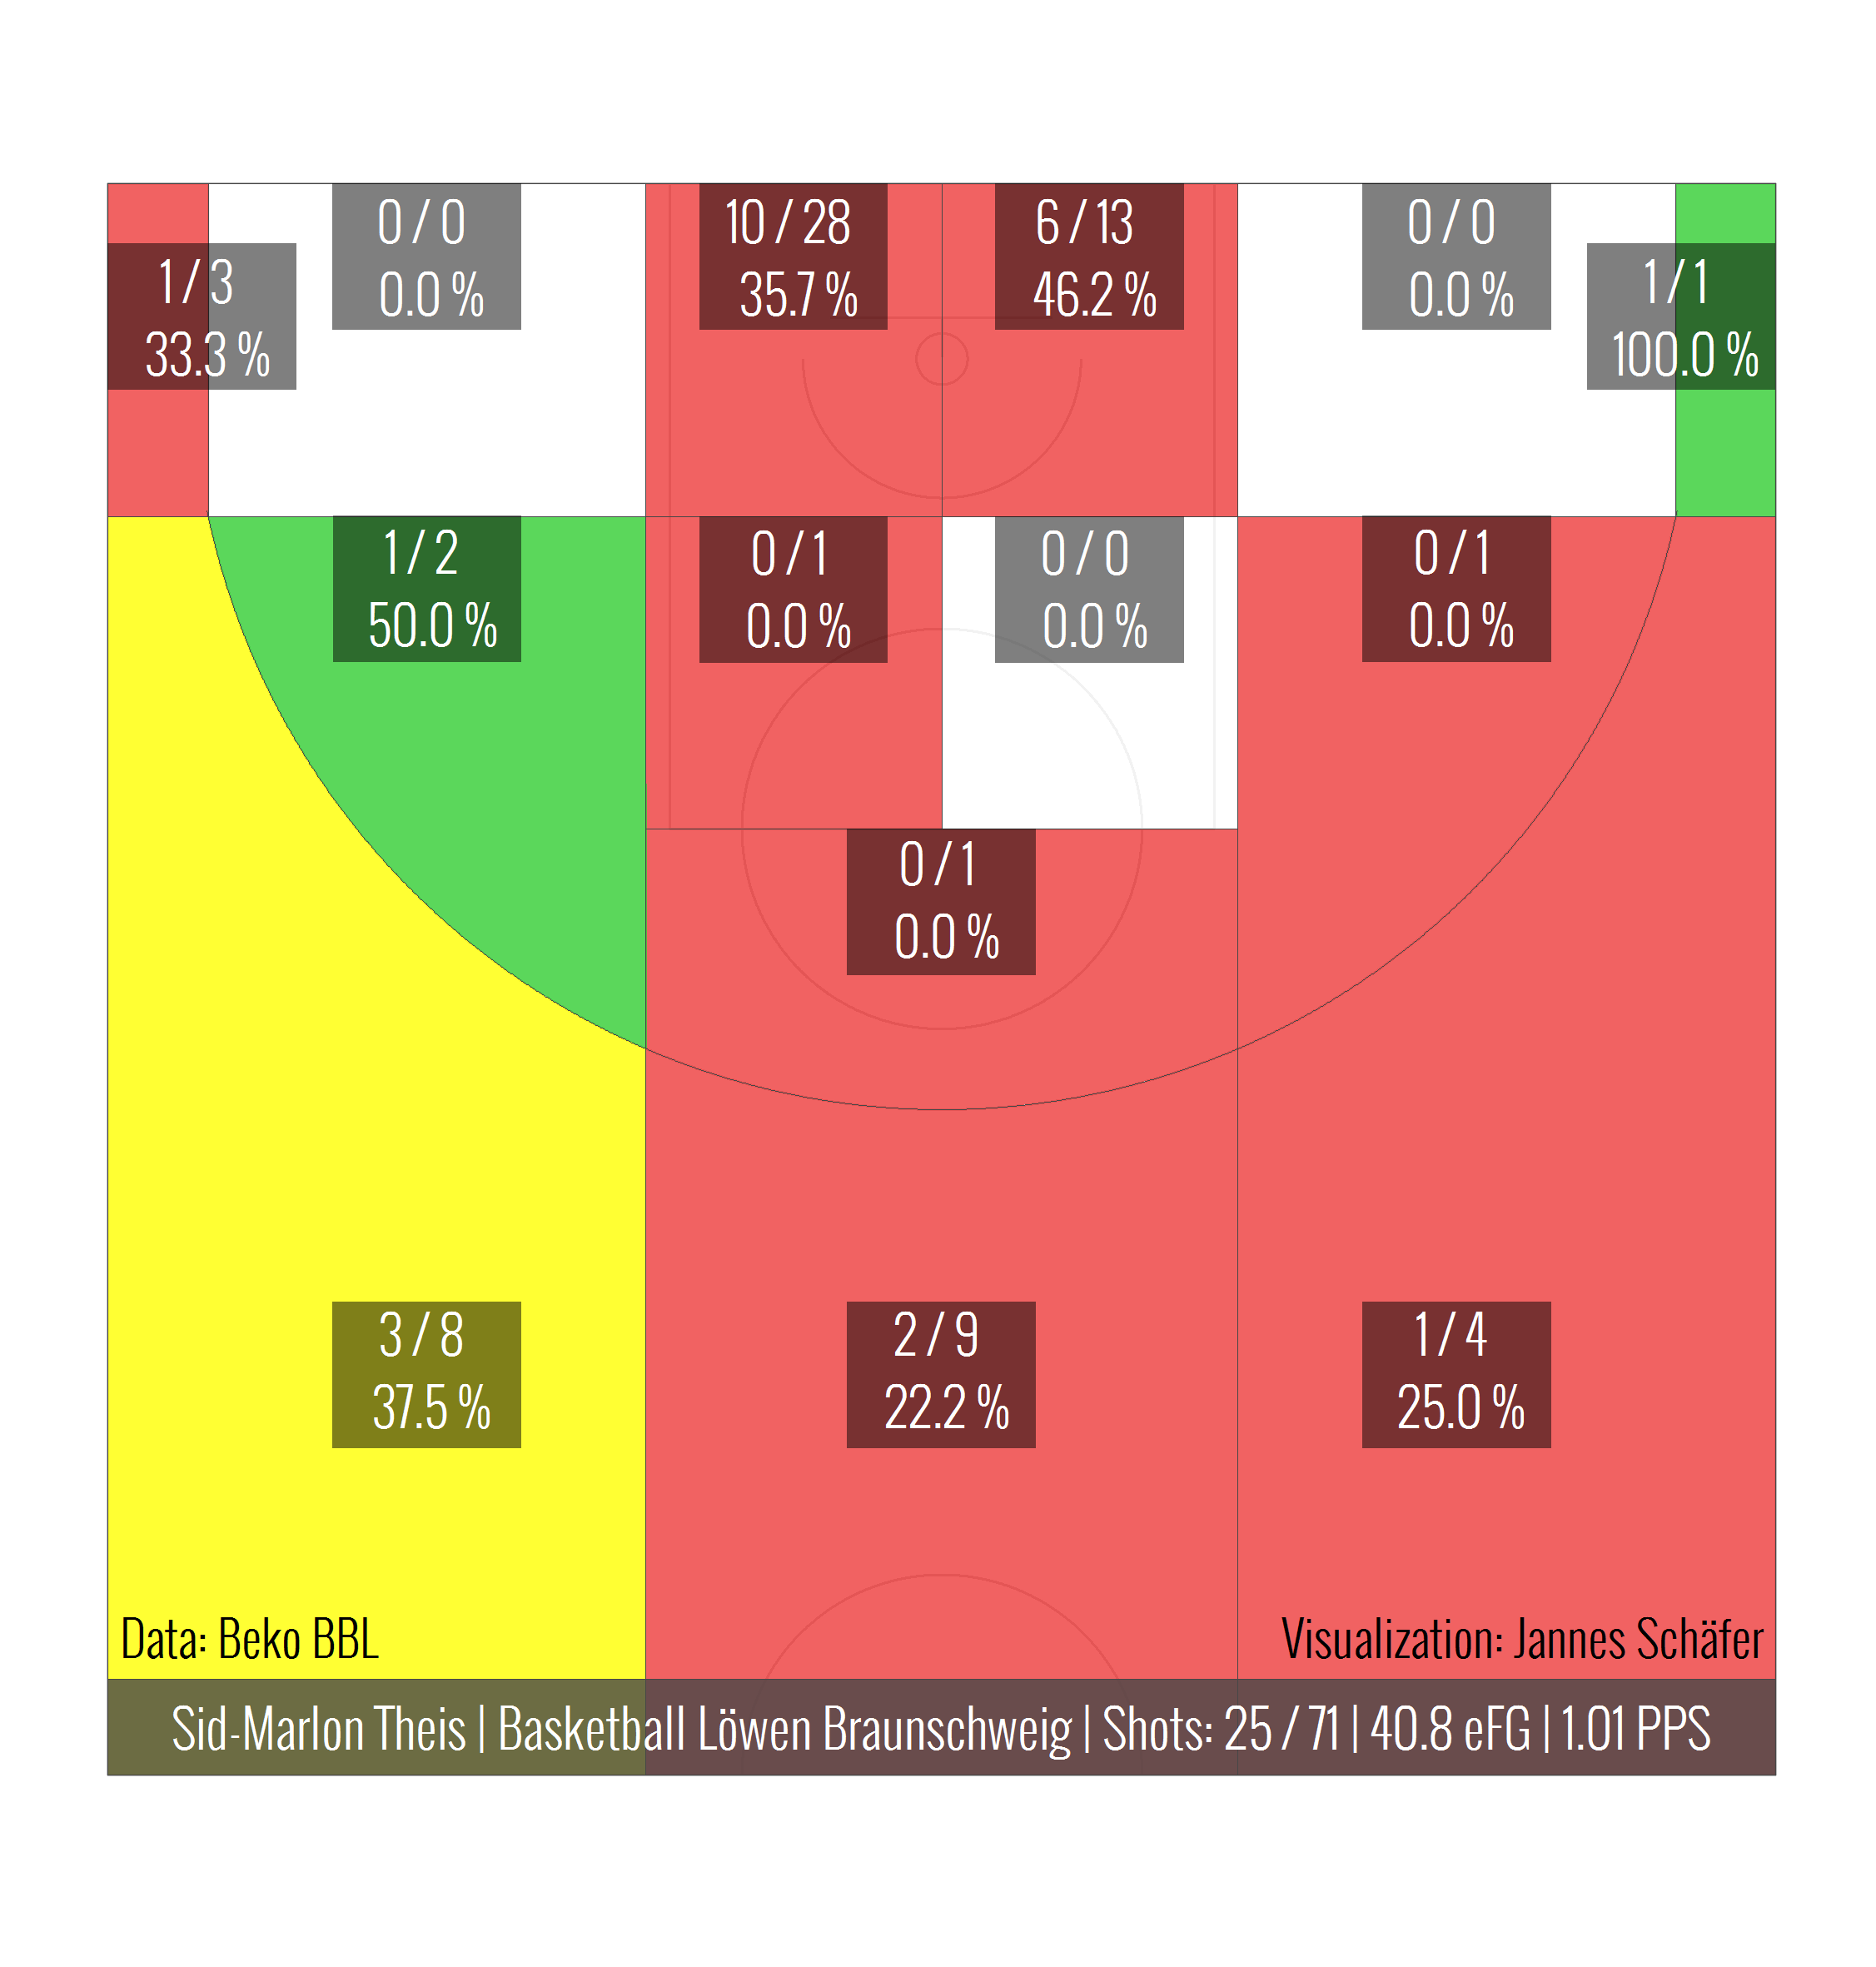 0 / 0
0.0 %
10 / 28
35.7 %
6 / 13
46.2 %
0 / 0
0.0 %
1 / 3
33.3 %
1 / 1
100.0 %
1 / 2
50.0 %
0 / 1
0.0 %
0 / 0
0.0 %
0 / 1
0.0 %
0 / 1
0.0 %
3 / 8
37.5 %
2 / 9
22.2 %
1 / 4
25.0 %
Data: Beko BBL
Visualization: Jannes Schäfer
Sid-Marlon Theis | Basketball Löwen Braunschweig | Shots: 25 / 71 | 40.8 eFG | 1.01 PPS